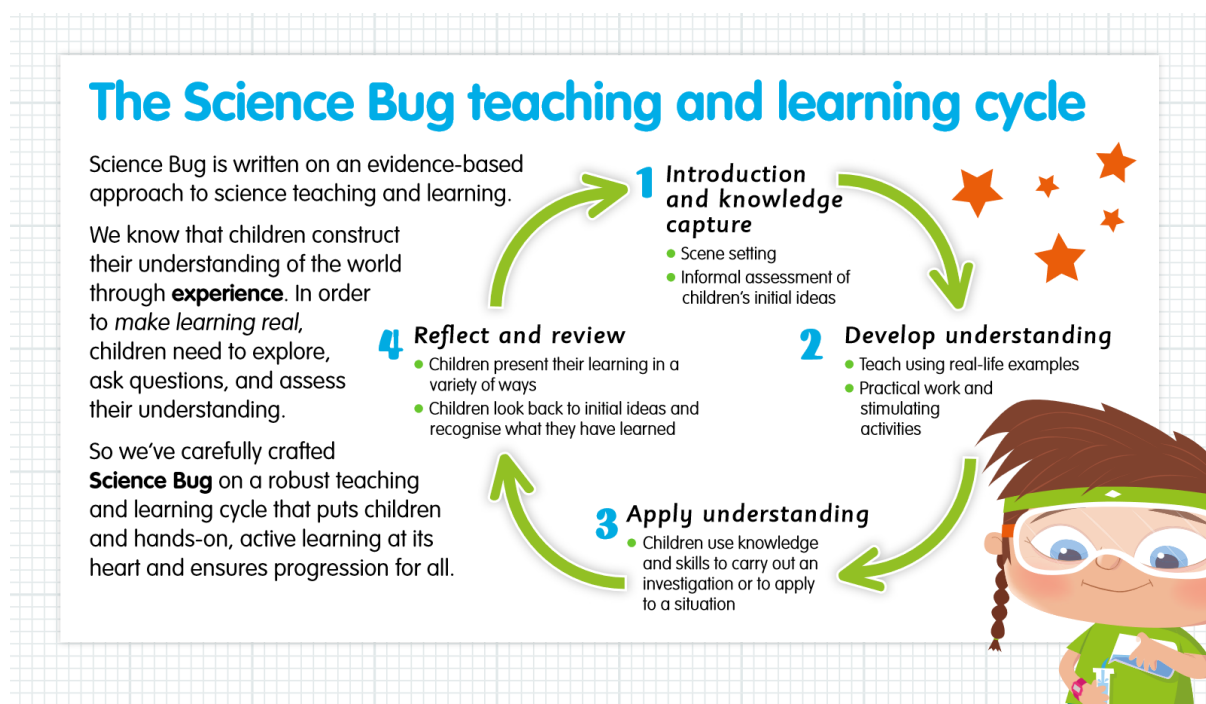 The Science Bug teaching and learning cycle
Science Bug is written on an evidence-based
approach to science teaching and learning.
We know that children construct
their understanding of the world
through experience. In order
to make learning real,
children need to explore,
ask questions, and assess
their understanding.
So we've carefully crafted
Science Bug on a robust teaching
and learning cycle that puts children
and hands-on, active learning at its
heart and ensures progression for all.
1 Introduction
and knowledge
capture
• Scene setting
• Informal assessment of
children's initial ideas
2 Develop understanding
• Teach using real-life examples
• Practical work and
stimulating
activities
3 Apply understanding
• Children use knowledge
and skills to carry out an
investigation or to apply
to a situation
4 Reflect and review
• Children present their learning in a
variety of ways
• Children look back to initial ideas and
recognise what they have learned